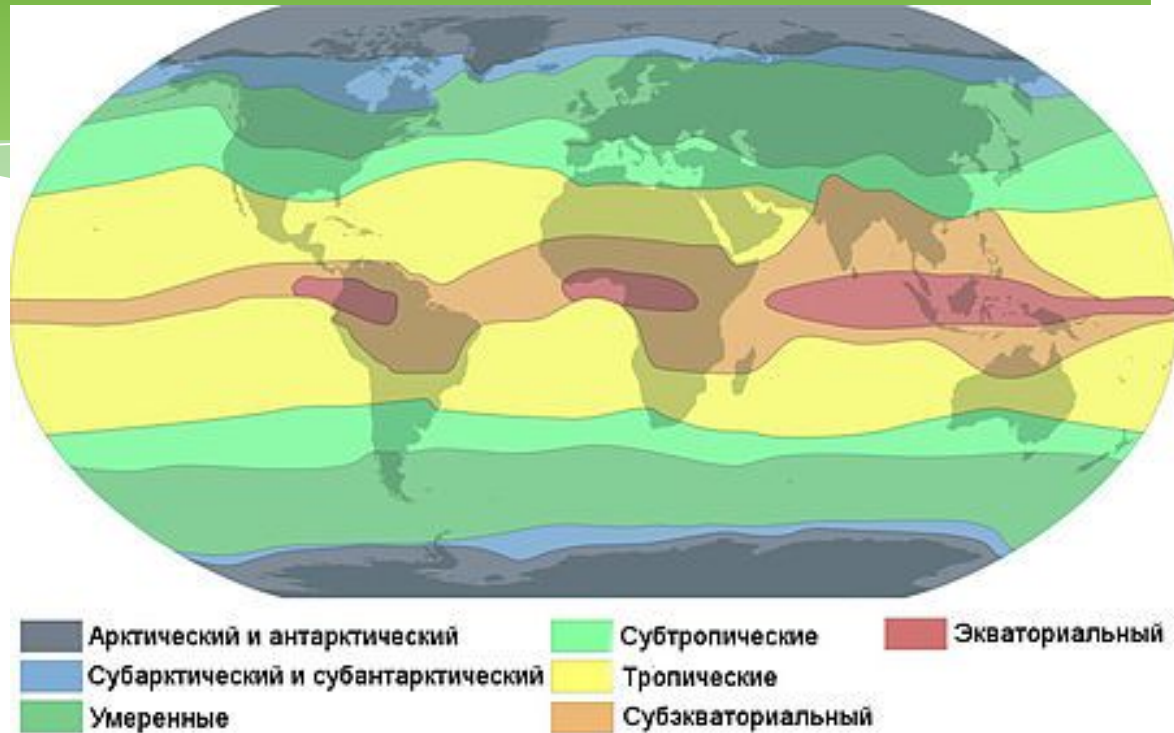 Арктический и антарктический
Субарктический и субантарктический
Умеренные
Субтропические
Тропические
Субэкваториальный
Экваториальный